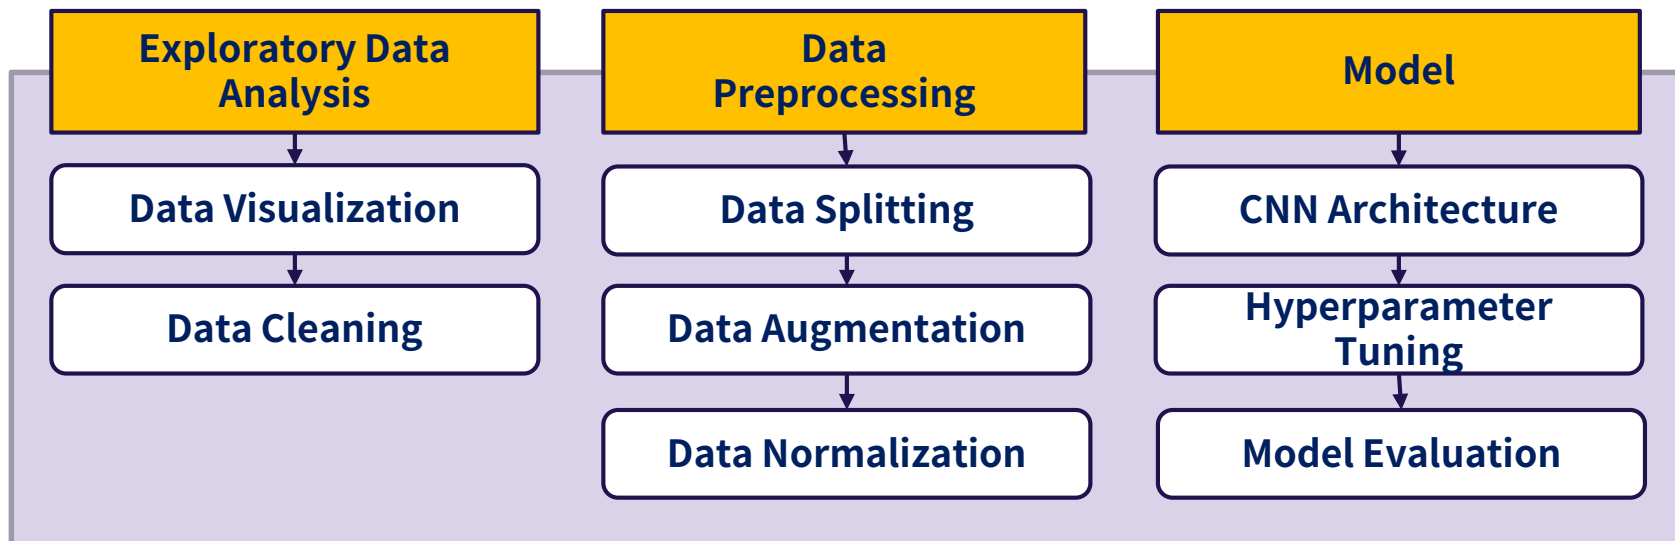 Exploratory Data
Analysis
Data Visualization
Data Cleaning
Data
Preprocessing
Data Splitting
Data Augmentation
Data Normalization
Model
CNN Architecture
Hyperparameter
Tuning
Model Evaluation